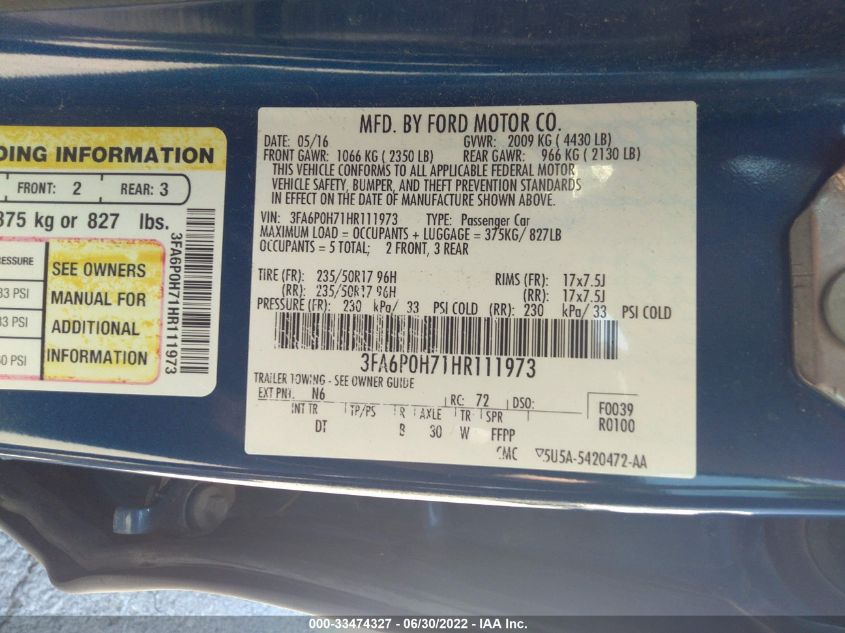 DING INFORMATION
FRONT: 2 REAR: 3
375 kg or 827 lbs.
PRESSURE
33 PSI
33 PSI
60 PSI
SEE OWNERS
MANUAL FOR
ADDITIONAL
INFORMATION
3FA6P0H71HR111973
MFD. BY FORD MOTOR CO.
DATE: 05/16 GVWR: 2009 KG ( 4430 LB)
FRONT GAWR: 1066 KG ( 2350 LB) REAR GAWR: 966 KG ( 2130 LB)
THIS VEHICLE CONFORMS TO ALL APPLICABLE FEDERAL MOTOR
VEHICLE SAFETY, BUMPER, AND THEFT PREVENTION STANDARDS
IN EFFECT ON THE DATE OF MANUFACTURE SHOWN ABOVE.
VIN: 3FA6P0H71HR111973 TYPE: Passenger Car
MAXIMUM LOAD = OCCUPANTS + LUGGAGE = 375KG/ 827LB
OCCUPANTS = 5 TOTAL; 2 FRONT, 3 REAR
TIRE (FR): 235/50R17 96H RIMS (FR): 17x7.5J
(RR): 235/50R17 96H (RR): 17x7.5J
PRESSURE (FR): 230 kPa/ 33 PSI COLD (RR): 230 kPa/ 33 PSI COLD
3FA6P0H71HR111973
TRAILER TOWING - SEE OWNER GUIDE
EXT PNT: N6 RC: 72 DSO:
INT TR TP/PS R AXLE TR SPR
DT B 30 W FFPP
F0039
R0100
5U5A-5420472-AA
000-33474327 - 06/30/2022 - IAA Inc.